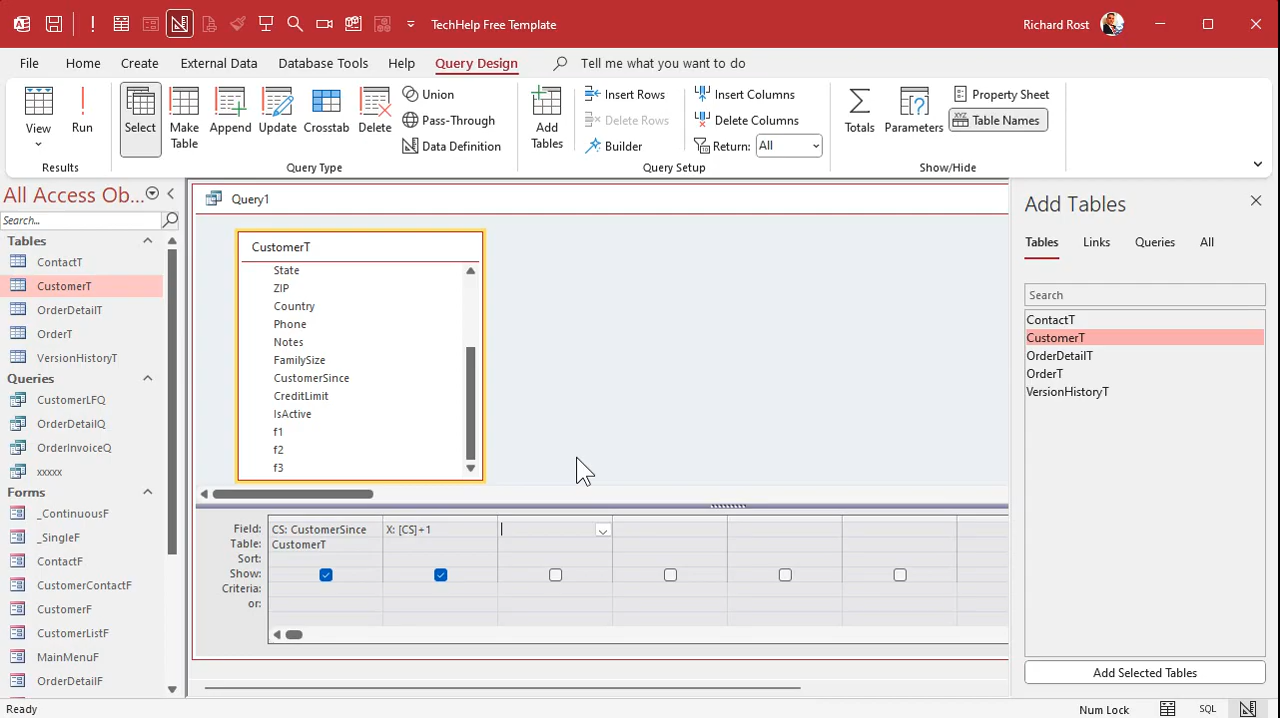 TechHelp Free Template
Richard Rost
File Home Create External Data Database Tools Help Query Design Tell me what you want to do
View
Run
Results
Select
Make Table
Append
Update
Crosstab
Delete
Union
Pass-Through
Data Definition
Query Type
Add Tables
Insert Rows
Delete Rows
Builder
Insert Columns
Delete Columns
Return: All
Query Setup
Totals
Parameters
Property Sheet
XYZ Table Names
Show/Hide
All Access Ob...
Search...
Tables
ContactT
CustomerT
OrderDetailT
OrderT
VersionHistoryT
Queries
CustomerLFQ
OrderDetailQ
OrderInvoiceQ
xxxxx
Forms
_ContinuousF
_SingleF
ContactF
CustomerContactF
CustomerF
CustomerListF
MainMenuF
OrderDetailF
Query1
CustomerT
State
ZIP
Country
Phone
Notes
FamilySize
CustomerSince
CreditLimit
IsActive
f1
f2
f3
Field: CS: CustomerSince X: [CS]+1
Table: CustomerT
Sort:
Show:
Criteria:
or:
Add Tables
Tables Links Queries All
Search
ContactT
CustomerT
OrderDetailT
OrderT
VersionHistoryT
Add Selected Tables
Ready
Num Lock
SQL